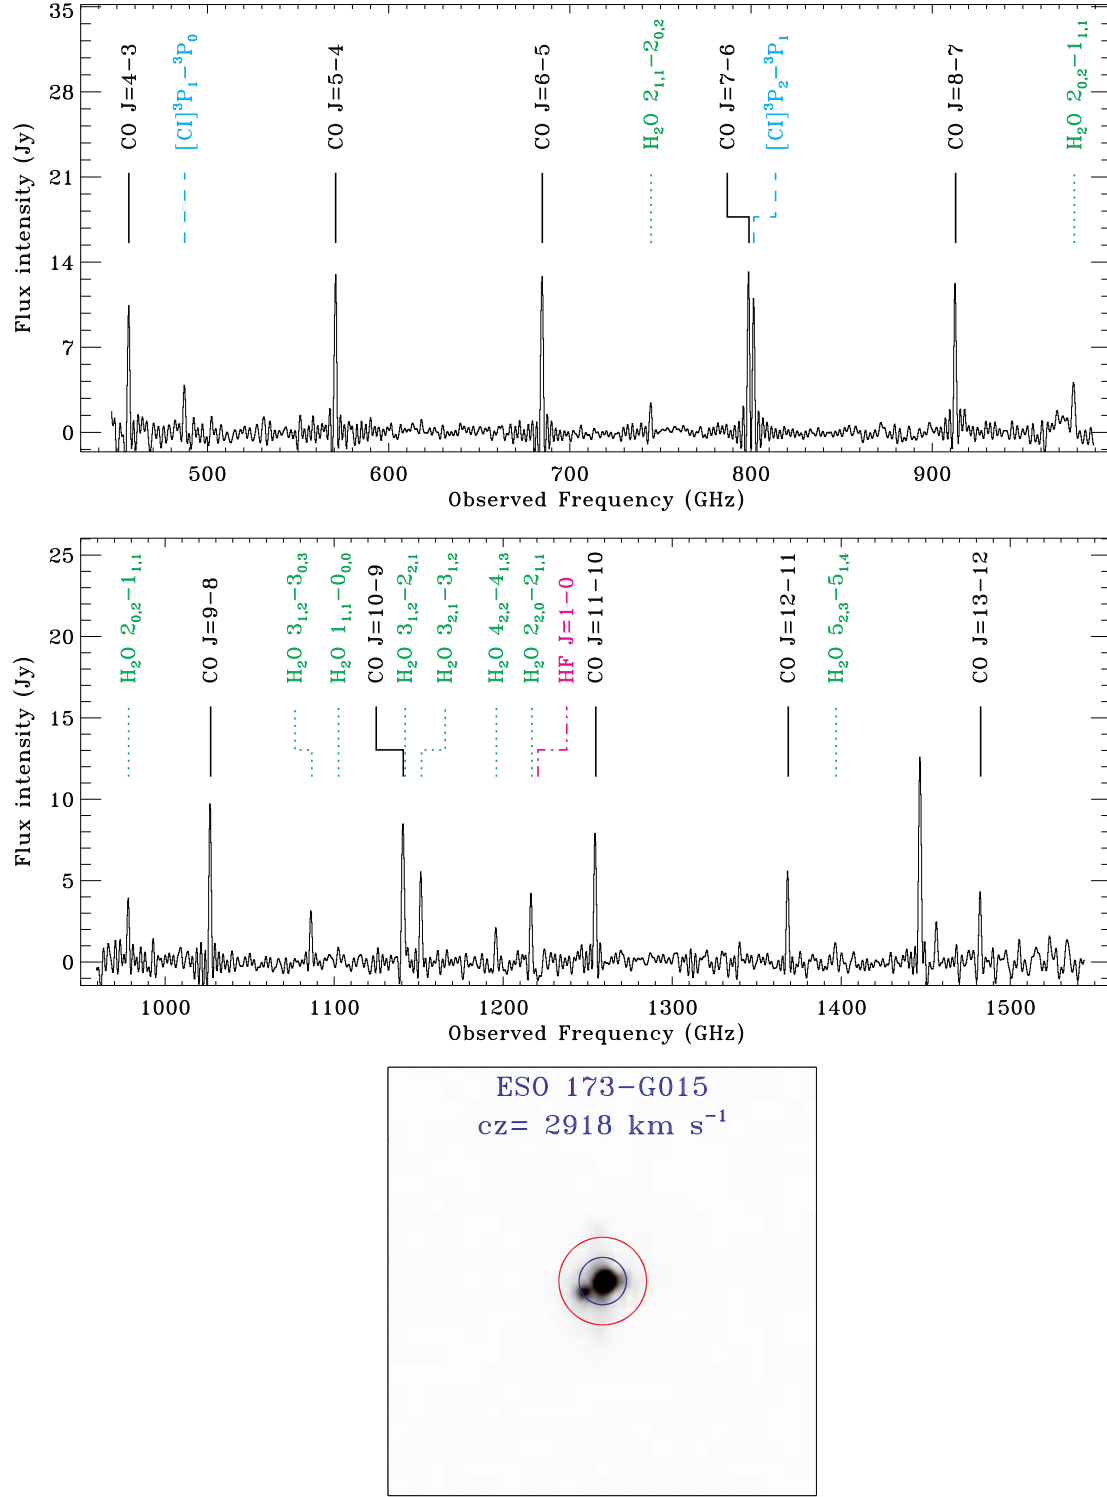 35
28
21
14
7
0
Flux intensity (Jy)
CO J=4−3
[CI]³P₁−³P₀
CO J=5−4
CO J=6−5
H₂O 2₁,₁−2₀,₂
CO J=7−6
[CI]³P₂−³P₁
CO J=8−7
H₂O 2₀,₂−1₁,₁
500 600 700 800 900
Observed Frequency (GHz)
25
20
15
10
5
0
Flux intensity (Jy)
H₂O 2₀,₂−1₁,₁
CO J=9−8
H₂O 3₁,₂−3₀,₃
H₂O 1₁,₁−0₀,₀
CO J=10−9
H₂O 3₁,₂−2₂,₁
H₂O 3₂,₁−3₁,₂
H₂O 4₂,₂−4₁,₃
H₂O 2₂,₀−2₁,₁
HF J=1−0
CO J=11−10
CO J=12−11
H₂O 5₂,₃−5₁,₄
CO J=13−12
1000 1100 1200 1300 1400 1500
Observed Frequency (GHz)
ESO 173−G015
cz= 2918 km s⁻¹